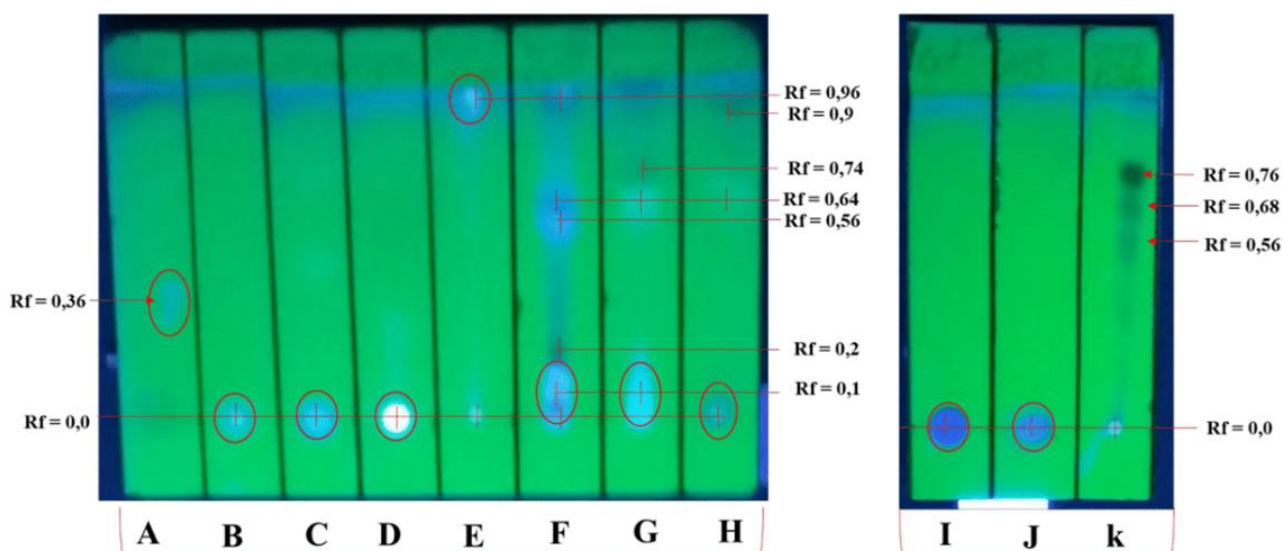 Rf = 0,96
Rf = 0,9
Rf = 0,74
Rf = 0,64
Rf = 0,56
Rf = 0,36
Rf = 0,2
Rf = 0,1
Rf = 0,0
A B C D E F G H
Rf = 0,76
Rf = 0,68
Rf = 0,56
Rf = 0,0
I J k